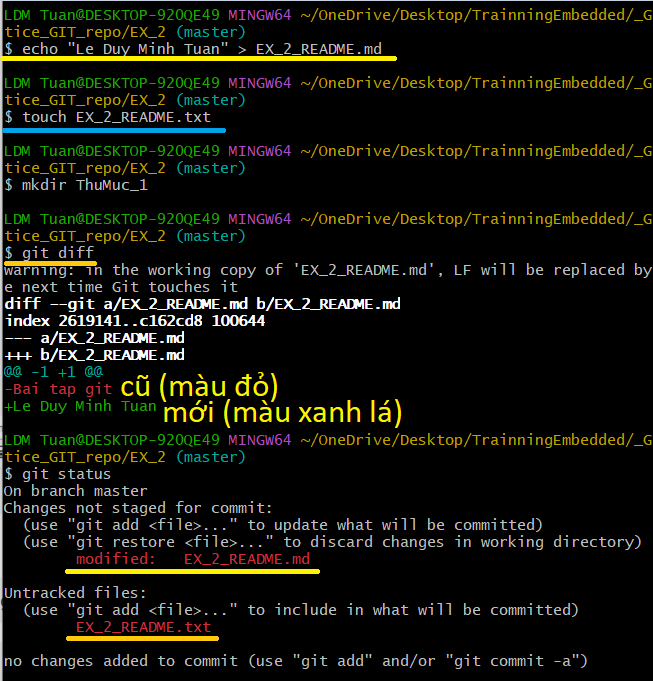 LDM Tuan@DESKTOP-920QE49 MINGW64 ~/OneDrive/Desktop/TrainningEmbedded/_G
tice_GIT_repo/EX_2 (master)
$ echo "Le Duy Minh Tuan" > EX_2_README.md
LDM Tuan@DESKTOP-920QE49 MINGW64 ~/OneDrive/Desktop/TrainningEmbedded/_G
tice_GIT_repo/EX_2 (master)
$ touch EX_2_README.txt
LDM Tuan@DESKTOP-920QE49 MINGW64 ~/OneDrive/Desktop/TrainningEmbedded/_G
tice_GIT_repo/EX_2 (master)
$ mkdir ThuMuc_1
LDM Tuan@DESKTOP-920QE49 MINGW64 ~/OneDrive/Desktop/TrainningEmbedded/_G
tice_GIT_repo/EX_2 (master)
$ git diff
warning: in the working copy of 'EX_2_README.md', LF will be replaced by
e next time Git touches it
diff --git a/EX_2_README.md b/EX_2_README.md
index 2619141..c162cd8 100644
--- a/EX_2_README.md
+++ b/EX_2_README.md
@@ -1 +1 @@
-Bai tap git cũ (màu đỏ)
+Le Duy Minh Tuan mới (màu xanh lá)
LDM Tuan@DESKTOP-920QE49 MINGW64 ~/OneDrive/Desktop/TrainningEmbedded/_G
tice_GIT_repo/EX_2 (master)
$ git status
On branch master
Changes not staged for commit:
(use "git add <file>..." to update what will be committed)
(use "git restore <file>..." to discard changes in working directory)
modified: EX_2_README.md
Untracked files:
(use "git add <file>..." to include in what will be committed)
EX_2_README.txt
no changes added to commit (use "git add" and/or "git commit -a")